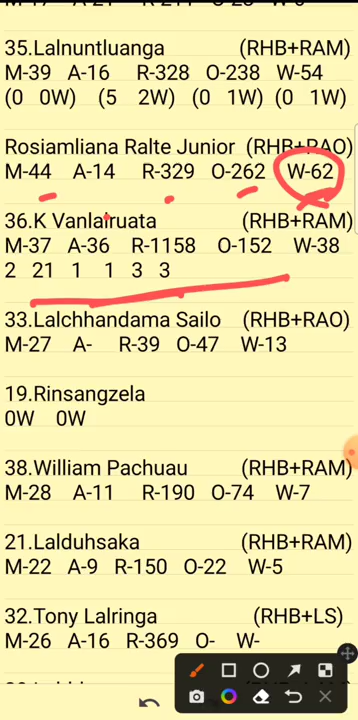 35.Lalnuntluanga (RHB+RAM)
M-39 A-16 R-328 O-238 W-54
(0 0W) (5 2W) (0 1W) (0 1W)
Rosiamliana Ralte Junior (RHB+RAO)
M-44 A-14 R-329 O-262 W-62
36.K Vanlalruata (RHB+RAM)
M-37 A-36 R-1158 O-152 W-38
2 21 1 1 3 3
33.Lalchhandama Sailo (RHB+RAO)
M-27 A- R-39 O-47 W-13
19.Rinsangzela
0W 0W
38.William Pachuau (RHB+RAM)
M-28 A-11 R-190 O-74 W-7
21.Lalduhsaka (RHB+RAM)
M-22 A-9 R-150 O-22 W-5
32.Tony Lalringa (RHB+LS)
M-26 A-16 R-369 O- W-